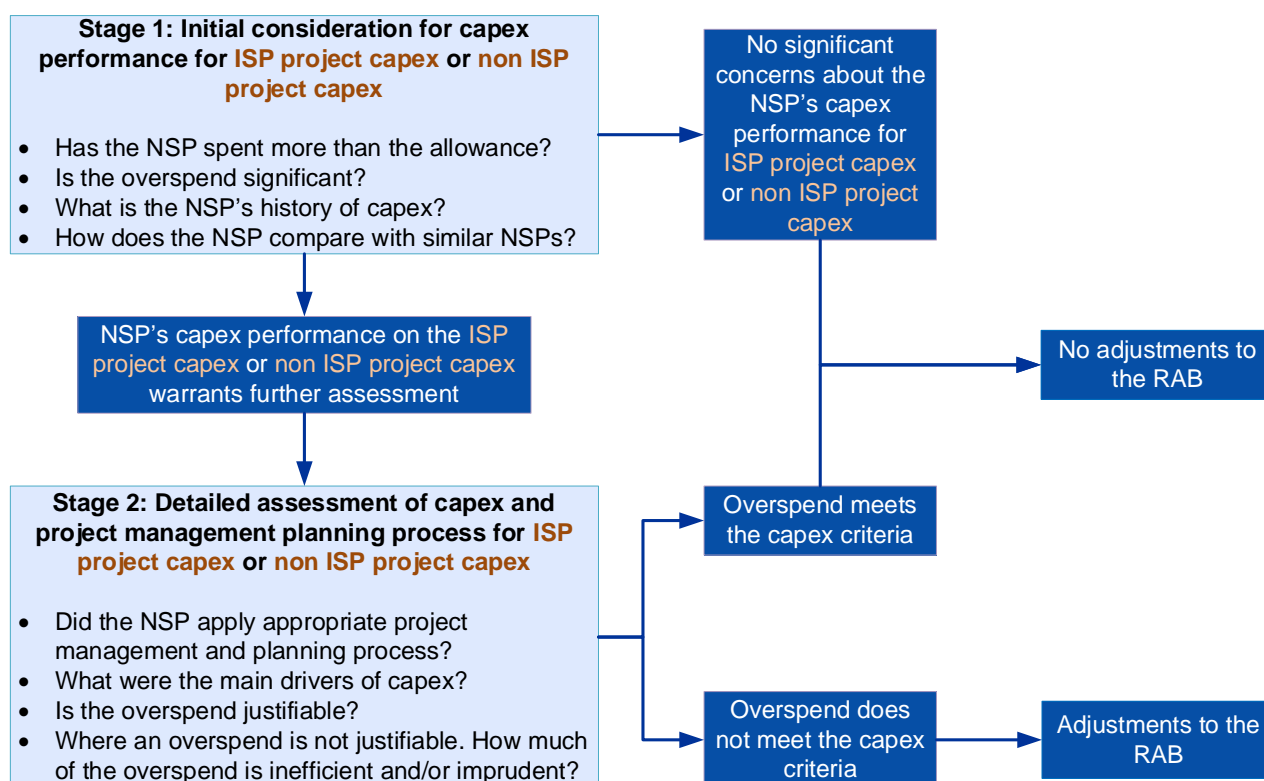 Stage 1: Initial consideration for capex
performance for ISP project capex or non ISP
project capex
• Has the NSP spent more than the allowance?
• Is the overspend significant?
• What is the NSP’s history of capex?
• How does the NSP compare with similar NSPs?
No significant
concerns about the
NSP’s capex
performance for
ISP project capex
or non ISP project
capex
NSP’s capex performance on the ISP
project capex or non ISP project capex
warrants further assessment
No adjustments to
the RAB
Stage 2: Detailed assessment of capex and
project management planning process for ISP
project capex or non ISP project capex
• Did the NSP apply appropriate project
management and planning process?
• What were the main drivers of capex?
• Is the overspend justifiable?
• Where an overspend is not justifiable. How much
of the overspend is inefficient and/or imprudent?
Overspend meets
the capex criteria
Overspend does
not meet the capex
criteria
Adjustments to the
RAB